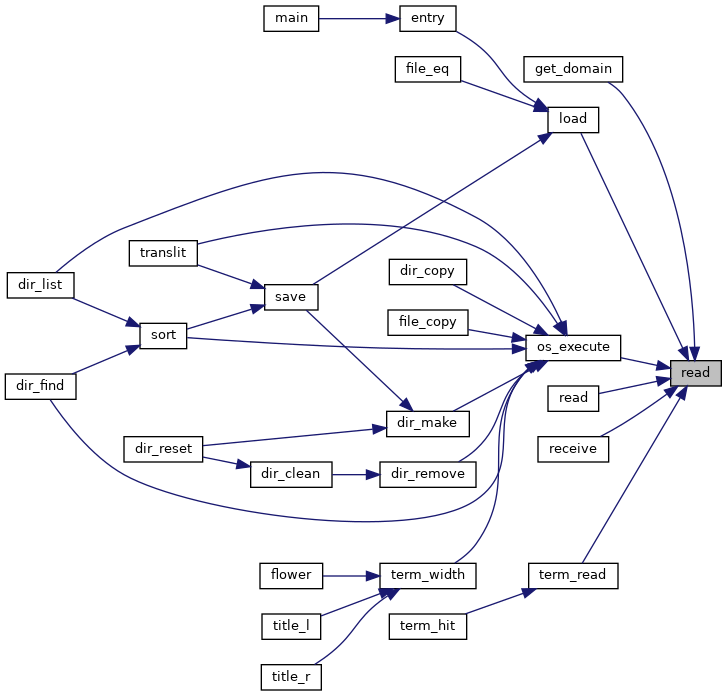 main
entry
file_eq
get_domain
load
translit
dir_copy
dir_list
save
file_copy
sort
os_execute
read
dir_find
read
dir_make
dir_reset
receive
dir_clean
dir_remove
flower
term_width
term_read
title_l
term_hit
title_r